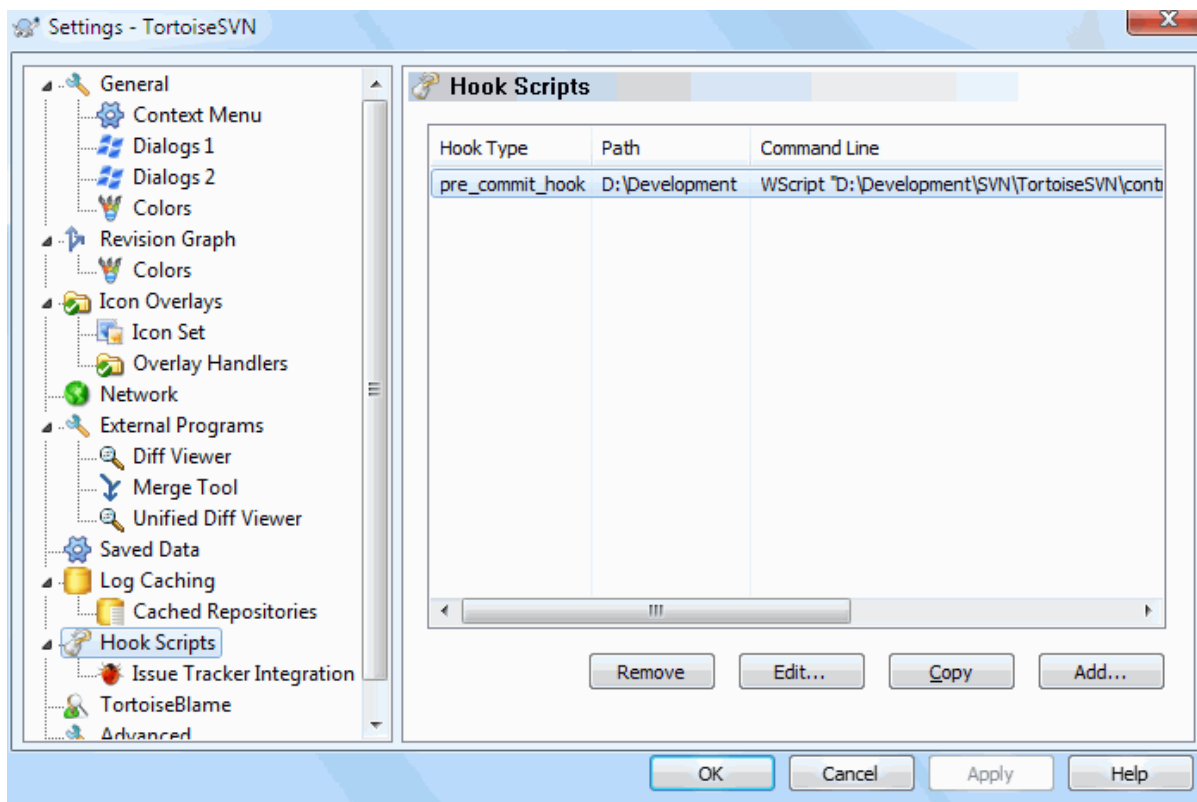 Settings - TortoiseSVN
General
Context Menu
Dialogs 1
Dialogs 2
Colors
Revision Graph
Colors
Icon Overlays
Icon Set
Overlay Handlers
Network
External Programs
Diff Viewer
Merge Tool
Unified Diff Viewer
Saved Data
Log Caching
Cached Repositories
Hook Scripts
Issue Tracker Integration
TortoiseBlame
Advanced
Hook Scripts
Hook Type Path Command Line
pre_commit_hook D:\Development WScript "D:\Development\SVN\TortoiseSVN\contr
Remove Edit... Copy Add...
OK Cancel Apply Help